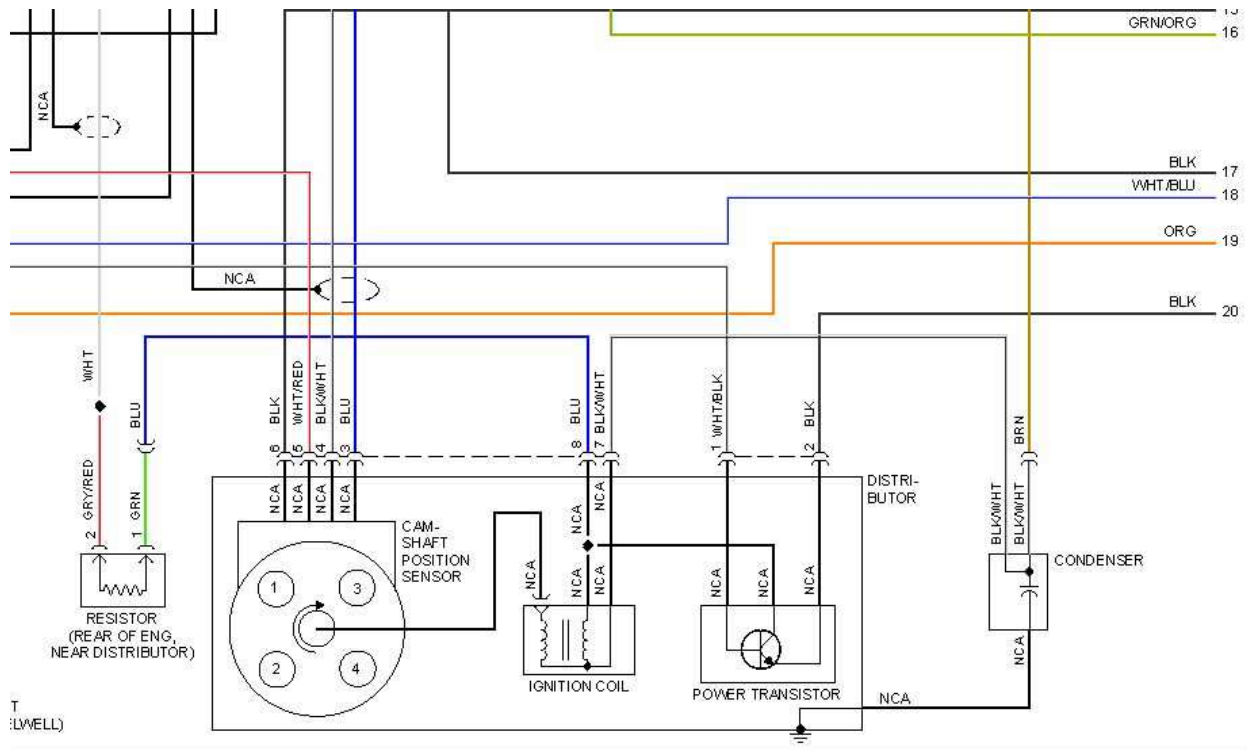 GRN/ORG
16
NCA
BLK
17
WHT/BLU
18
ORG
19
NCA
BLK
20
WHT
BLU
BLK
WHT/RED
BLK/WHT
BLU
BLU
BLK/WHT
WHT/BLK
BLK
BRN
6
5
4
3
8
7
1
2
DISTRI-
BUTOR
GRY/RED
GRN
NCA
NCA
NCA
NCA
NCA
NCA
BLK/WHT
BLK/WHT
2
1
CAM-
SHAFT
POSITION
SENSOR
CONDENSER
1
3
NCA
NCA
NCA
NCA
NCA
NCA
RESISTOR
(REAR OF ENG,
NEAR DISTRIBUTOR)
2
4
NCA
IGNITION COIL
POWER TRANSISTOR
NCA
T
ELWELL)